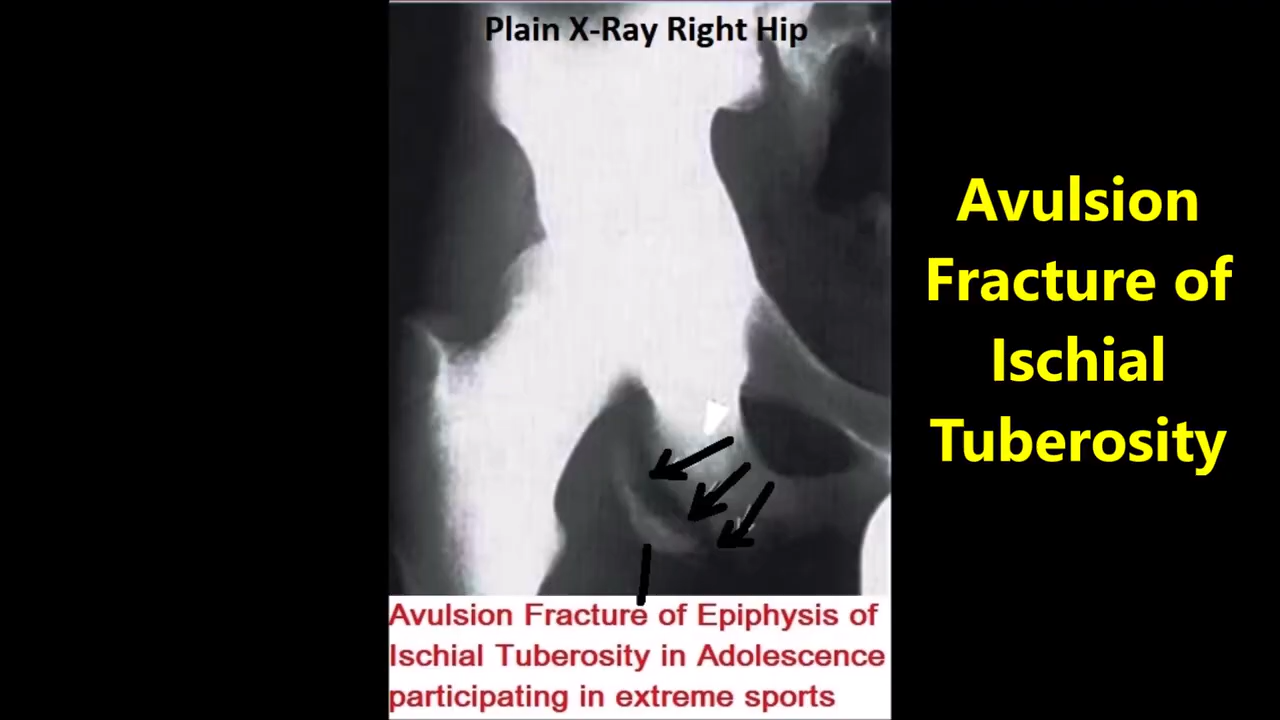 Plain X-Ray Right Hip
Avulsion
Fracture of
Ischial
Tuberosity
Avulsion Fracture of Epiphysis of
Ischial Tuberosity in Adolescence
participating in extreme sports